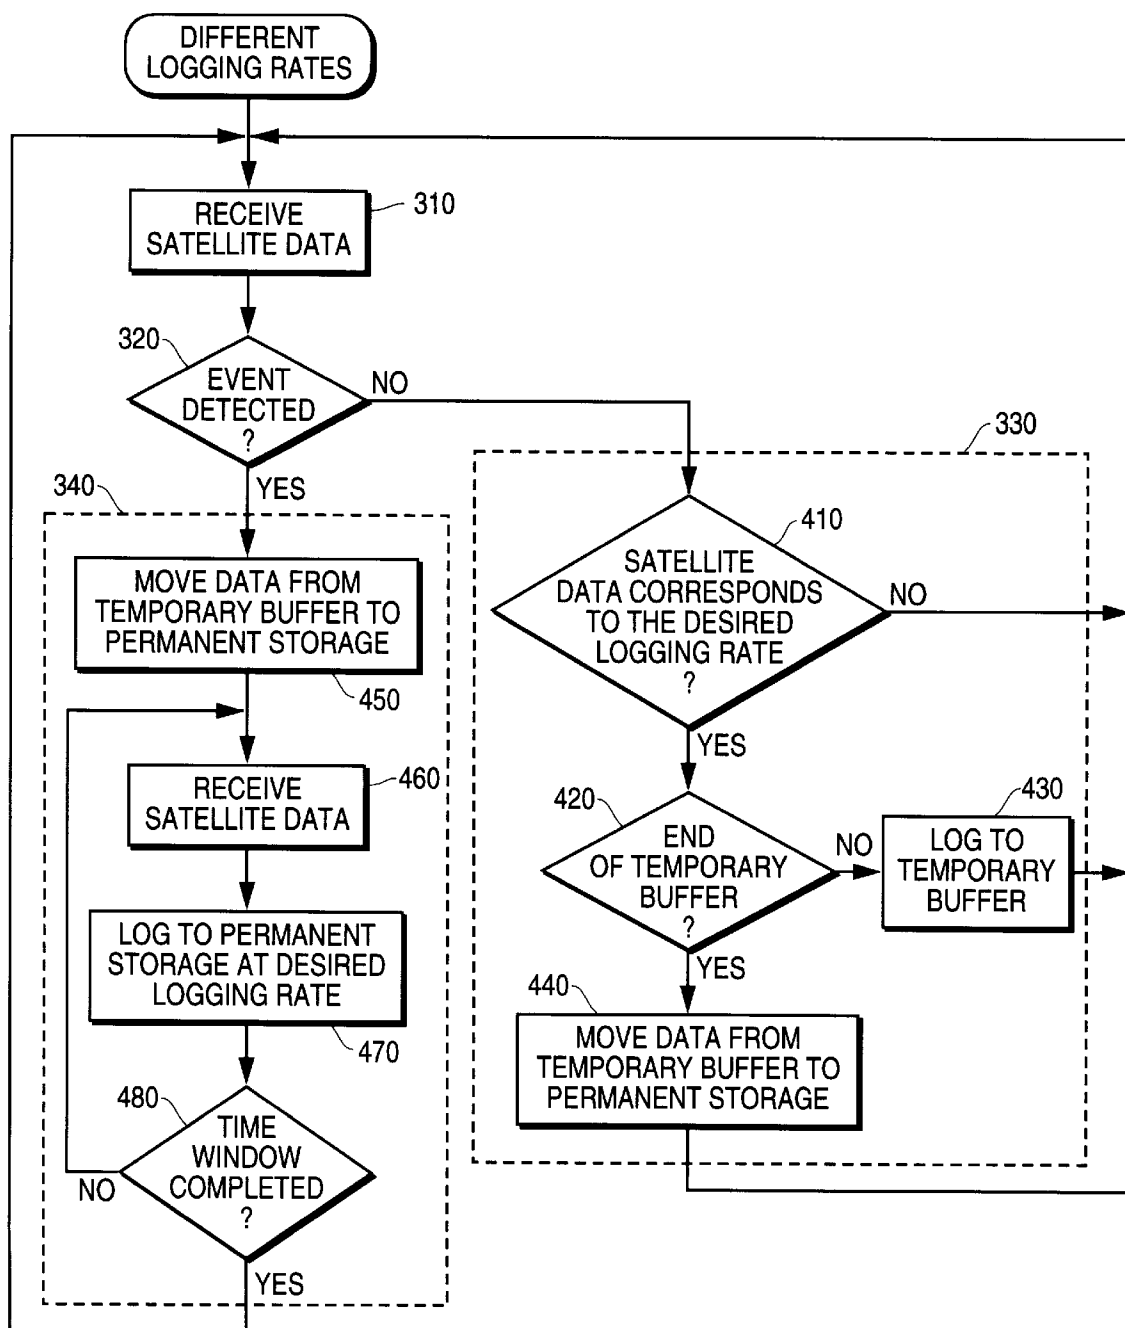 DIFFERENT
LOGGING RATES
RECEIVE
SATELLITE DATA
310
320
EVENT
DETECTED
?
NO
YES
330
340
MOVE DATA FROM
TEMPORARY BUFFER TO
PERMANENT STORAGE
450
410
SATELLITE
DATA CORRESPONDS
TO THE DESIRED
LOGGING RATE
?
NO
YES
RECEIVE
SATELLITE DATA
460
420
END
OF TEMPORARY
BUFFER
?
NO
YES
430
LOG TO
TEMPORARY
BUFFER
LOG TO PERMANENT
STORAGE AT DESIRED
LOGGING RATE
470
440
MOVE DATA FROM
TEMPORARY BUFFER TO
PERMANENT STORAGE
480
TIME
WINDOW
COMPLETED
?
NO
YES